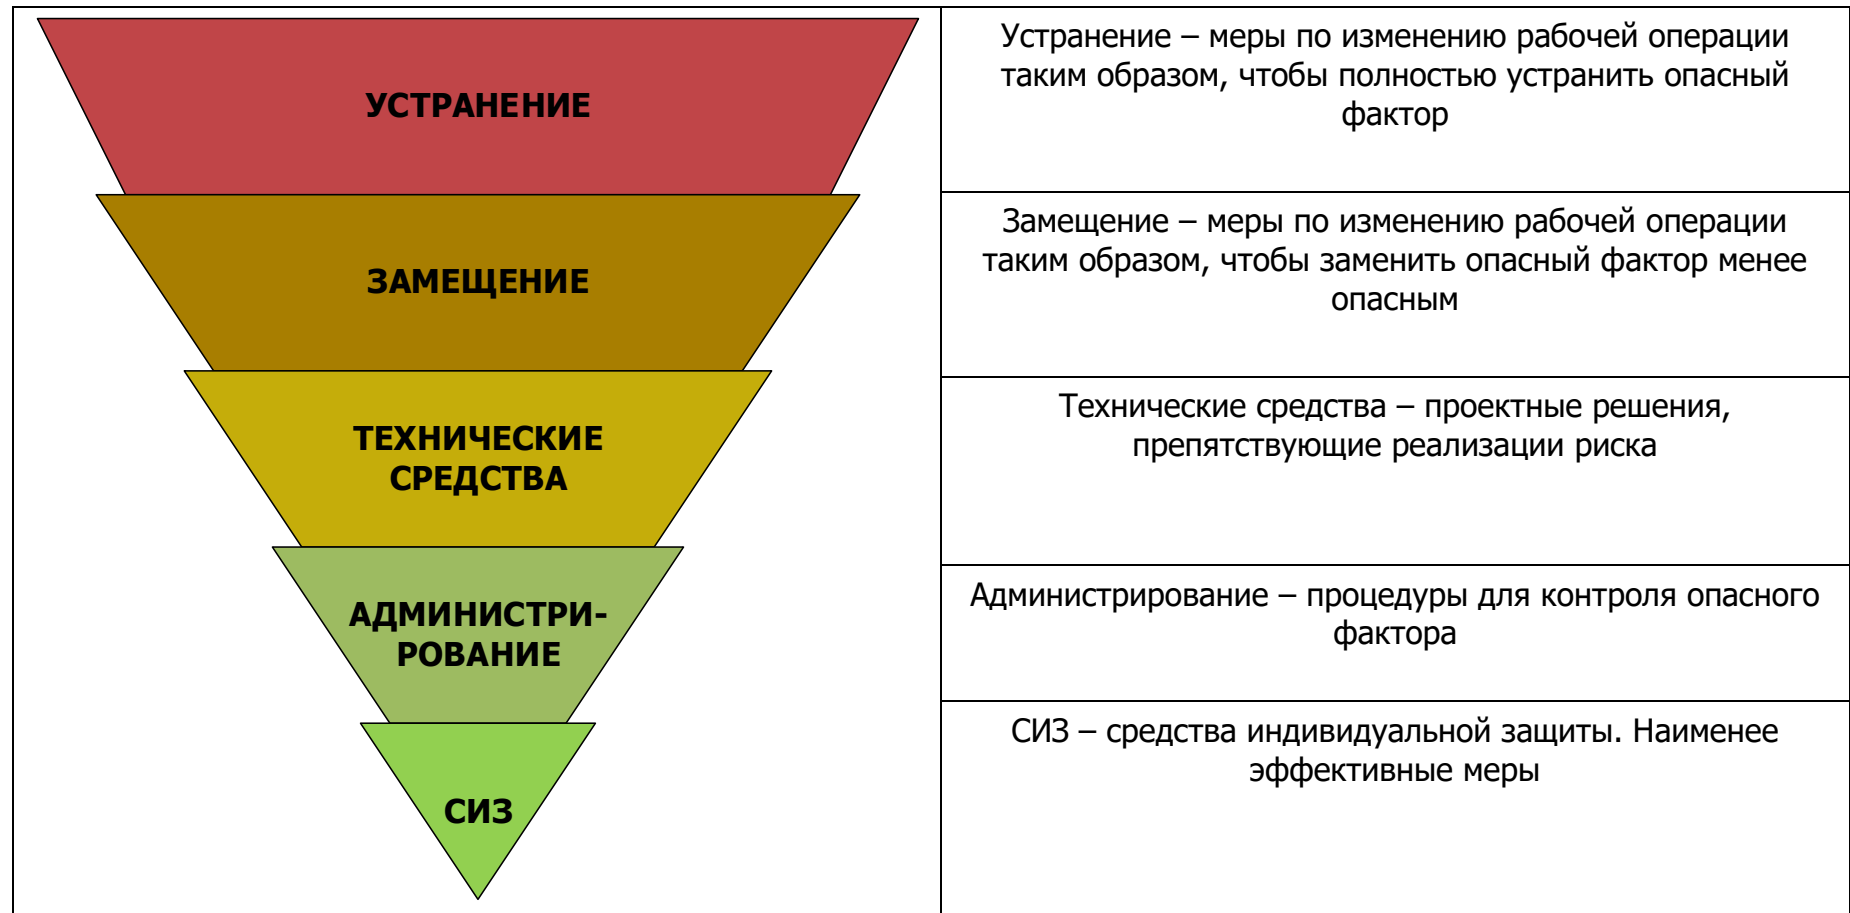 УСТРАНЕНИЕ
Устранение – меры по изменению рабочей операции
таким образом, чтобы полностью устранить опасный
фактор
ЗАМЕЩЕНИЕ
Замещение – меры по изменению рабочей операции
таким образом, чтобы заменить опасный фактор менее
опасным
ТЕХНИЧЕСКИЕ
СРЕДСТВА
Технические средства – проектные решения,
препятствующие реализации риска
АДМИНИСТРИ-
РОВАНИЕ
Администрирование – процедуры для контроля опасного
фактора
СИЗ
СИЗ – средства индивидуальной защиты. Наименее
эффективные меры